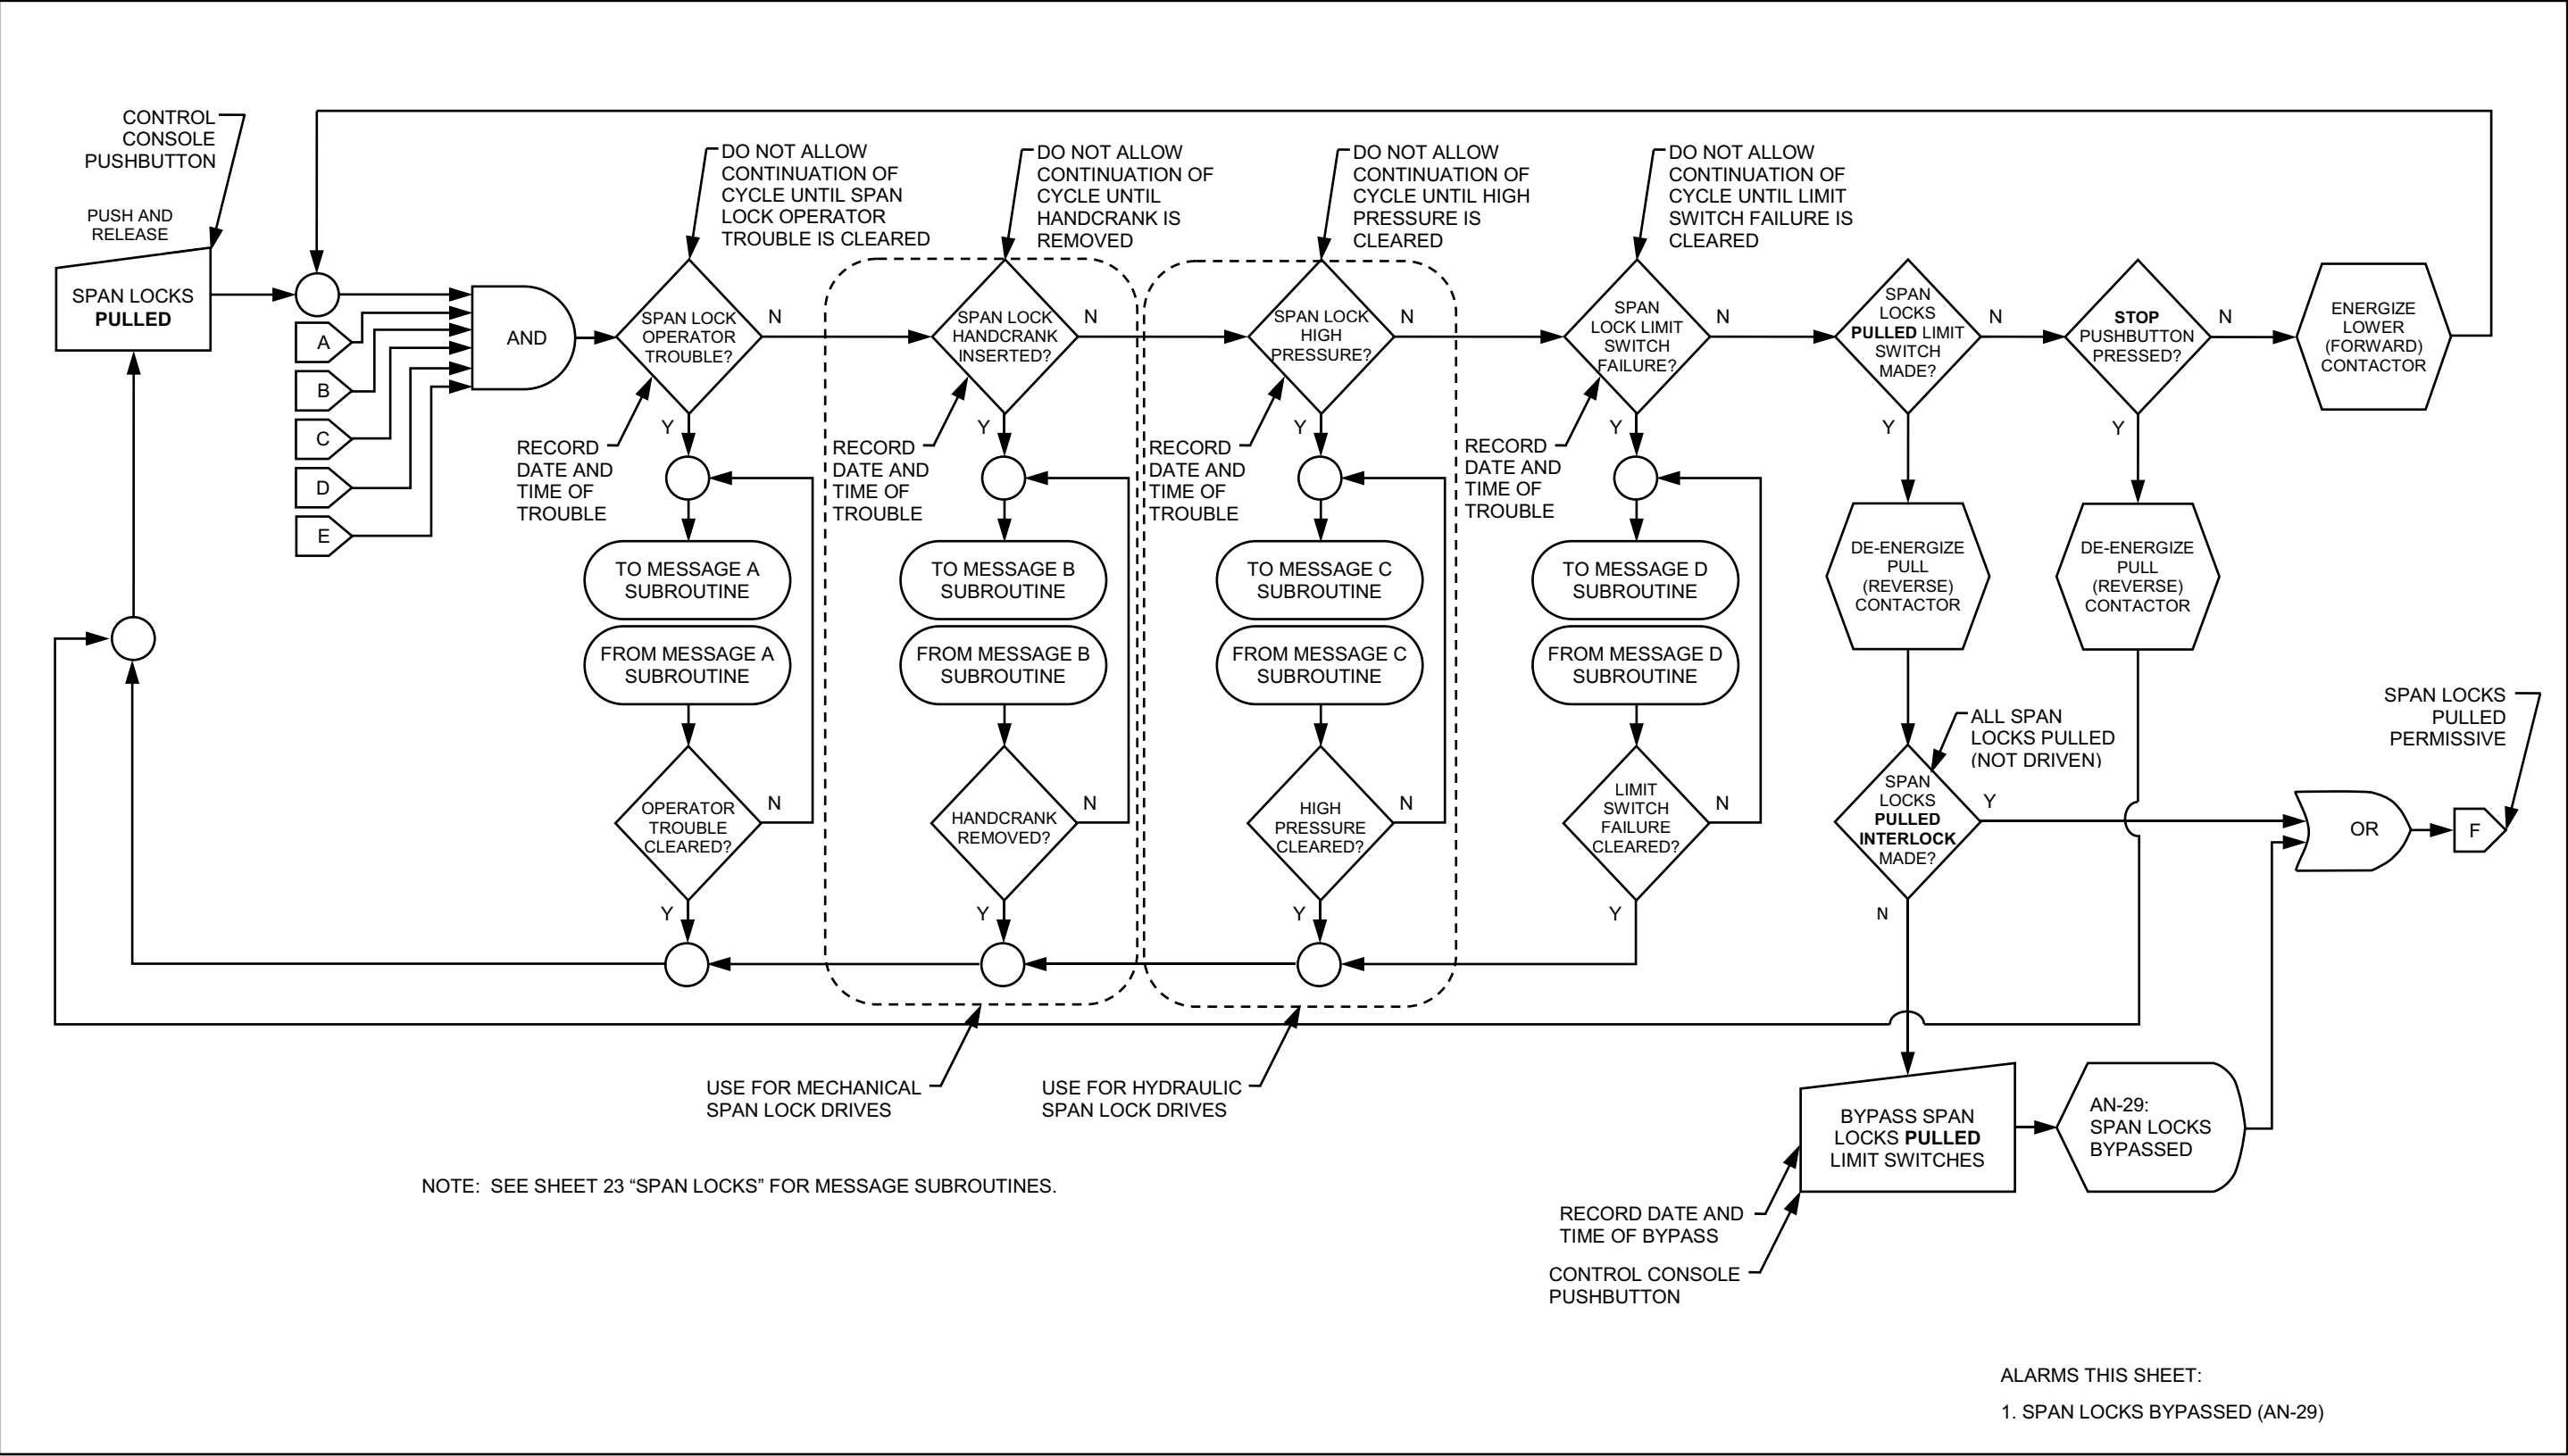 CONTROL
CONSOLE
PUSHBUTTON
PUSH AND
RELEASE
SPAN LOCKS
PULLED
A
B
C
D
E
AND
DO NOT ALLOW
CONTINUATION OF
CYCLE UNTIL SPAN
LOCK OPERATOR
TROUBLE IS CLEARED
SPAN LOCK
OPERATOR
TROUBLE?
N
Y
RECORD
DATE AND
TIME OF
TROUBLE
TO MESSAGE A
SUBROUTINE
FROM MESSAGE A
SUBROUTINE
OPERATOR
TROUBLE
CLEARED?
N
Y
DO NOT ALLOW
CONTINUATION OF
CYCLE UNTIL
HANDCRANK IS
REMOVED
SPAN LOCK
HANDCRANK
INSERTED?
N
Y
RECORD
DATE AND
TIME OF
TROUBLE
TO MESSAGE B
SUBROUTINE
FROM MESSAGE B
SUBROUTINE
HANDCRANK
REMOVED?
N
Y
DO NOT ALLOW
CONTINUATION OF
CYCLE UNTIL HIGH
PRESSURE IS
CLEARED
SPAN LOCK
HIGH
PRESSURE?
N
Y
RECORD
DATE AND
TIME OF
TROUBLE
TO MESSAGE C
SUBROUTINE
FROM MESSAGE C
SUBROUTINE
HIGH
PRESSURE
CLEARED?
N
Y
DO NOT ALLOW
CONTINUATION OF
CYCLE UNTIL LIMIT
SWITCH FAILURE IS
CLEARED
SPAN
LOCK LIMIT
SWITCH
FAILURE?
N
Y
RECORD
DATE AND
TIME OF
TROUBLE
TO MESSAGE D
SUBROUTINE
FROM MESSAGE D
SUBROUTINE
LIMIT
SWITCH
FAILURE
CLEARED?
N
Y
SPAN
LOCKS
PULLED LIMIT
SWITCH
MADE?
N
Y
DE-ENERGIZE
PULL
(REVERSE)
CONTACTOR
ALL SPAN
LOCKS PULLED
(NOT DRIVEN)
SPAN
LOCKS
PULLED
INTERLOCK
MADE?
Y
N
STOP
PUSHBUTTON
PRESSED?
N
Y
DE-ENERGIZE
PULL
(REVERSE)
CONTACTOR
ENERGIZE
LOWER
(FORWARD)
CONTACTOR
SPAN LOCKS
PULLED
PERMISSIVE
OR
F
USE FOR MECHANICAL
SPAN LOCK DRIVES
USE FOR HYDRAULIC
SPAN LOCK DRIVES
BYPASS SPAN
LOCKS PULLED
LIMIT SWITCHES
AN-29:
SPAN LOCKS
BYPASSED
RECORD DATE AND
TIME OF BYPASS
CONTROL CONSOLE
PUSHBUTTON
NOTE: SEE SHEET 23 “SPAN LOCKS” FOR MESSAGE SUBROUTINES.
ALARMS THIS SHEET:
1. SPAN LOCKS BYPASSED (AN-29)